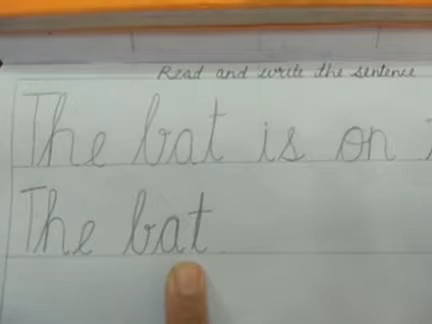 Read and write the sentence
The bat is on
The bat